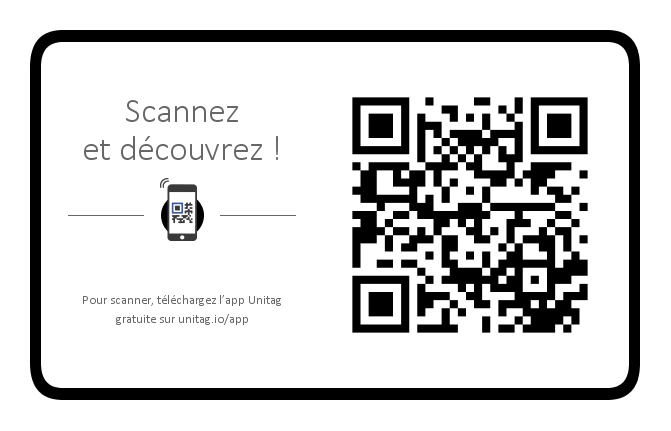 Scannez
et découvrez !
Pour scanner, téléchargez l'app Unitag
gratuite sur unitag.io/app